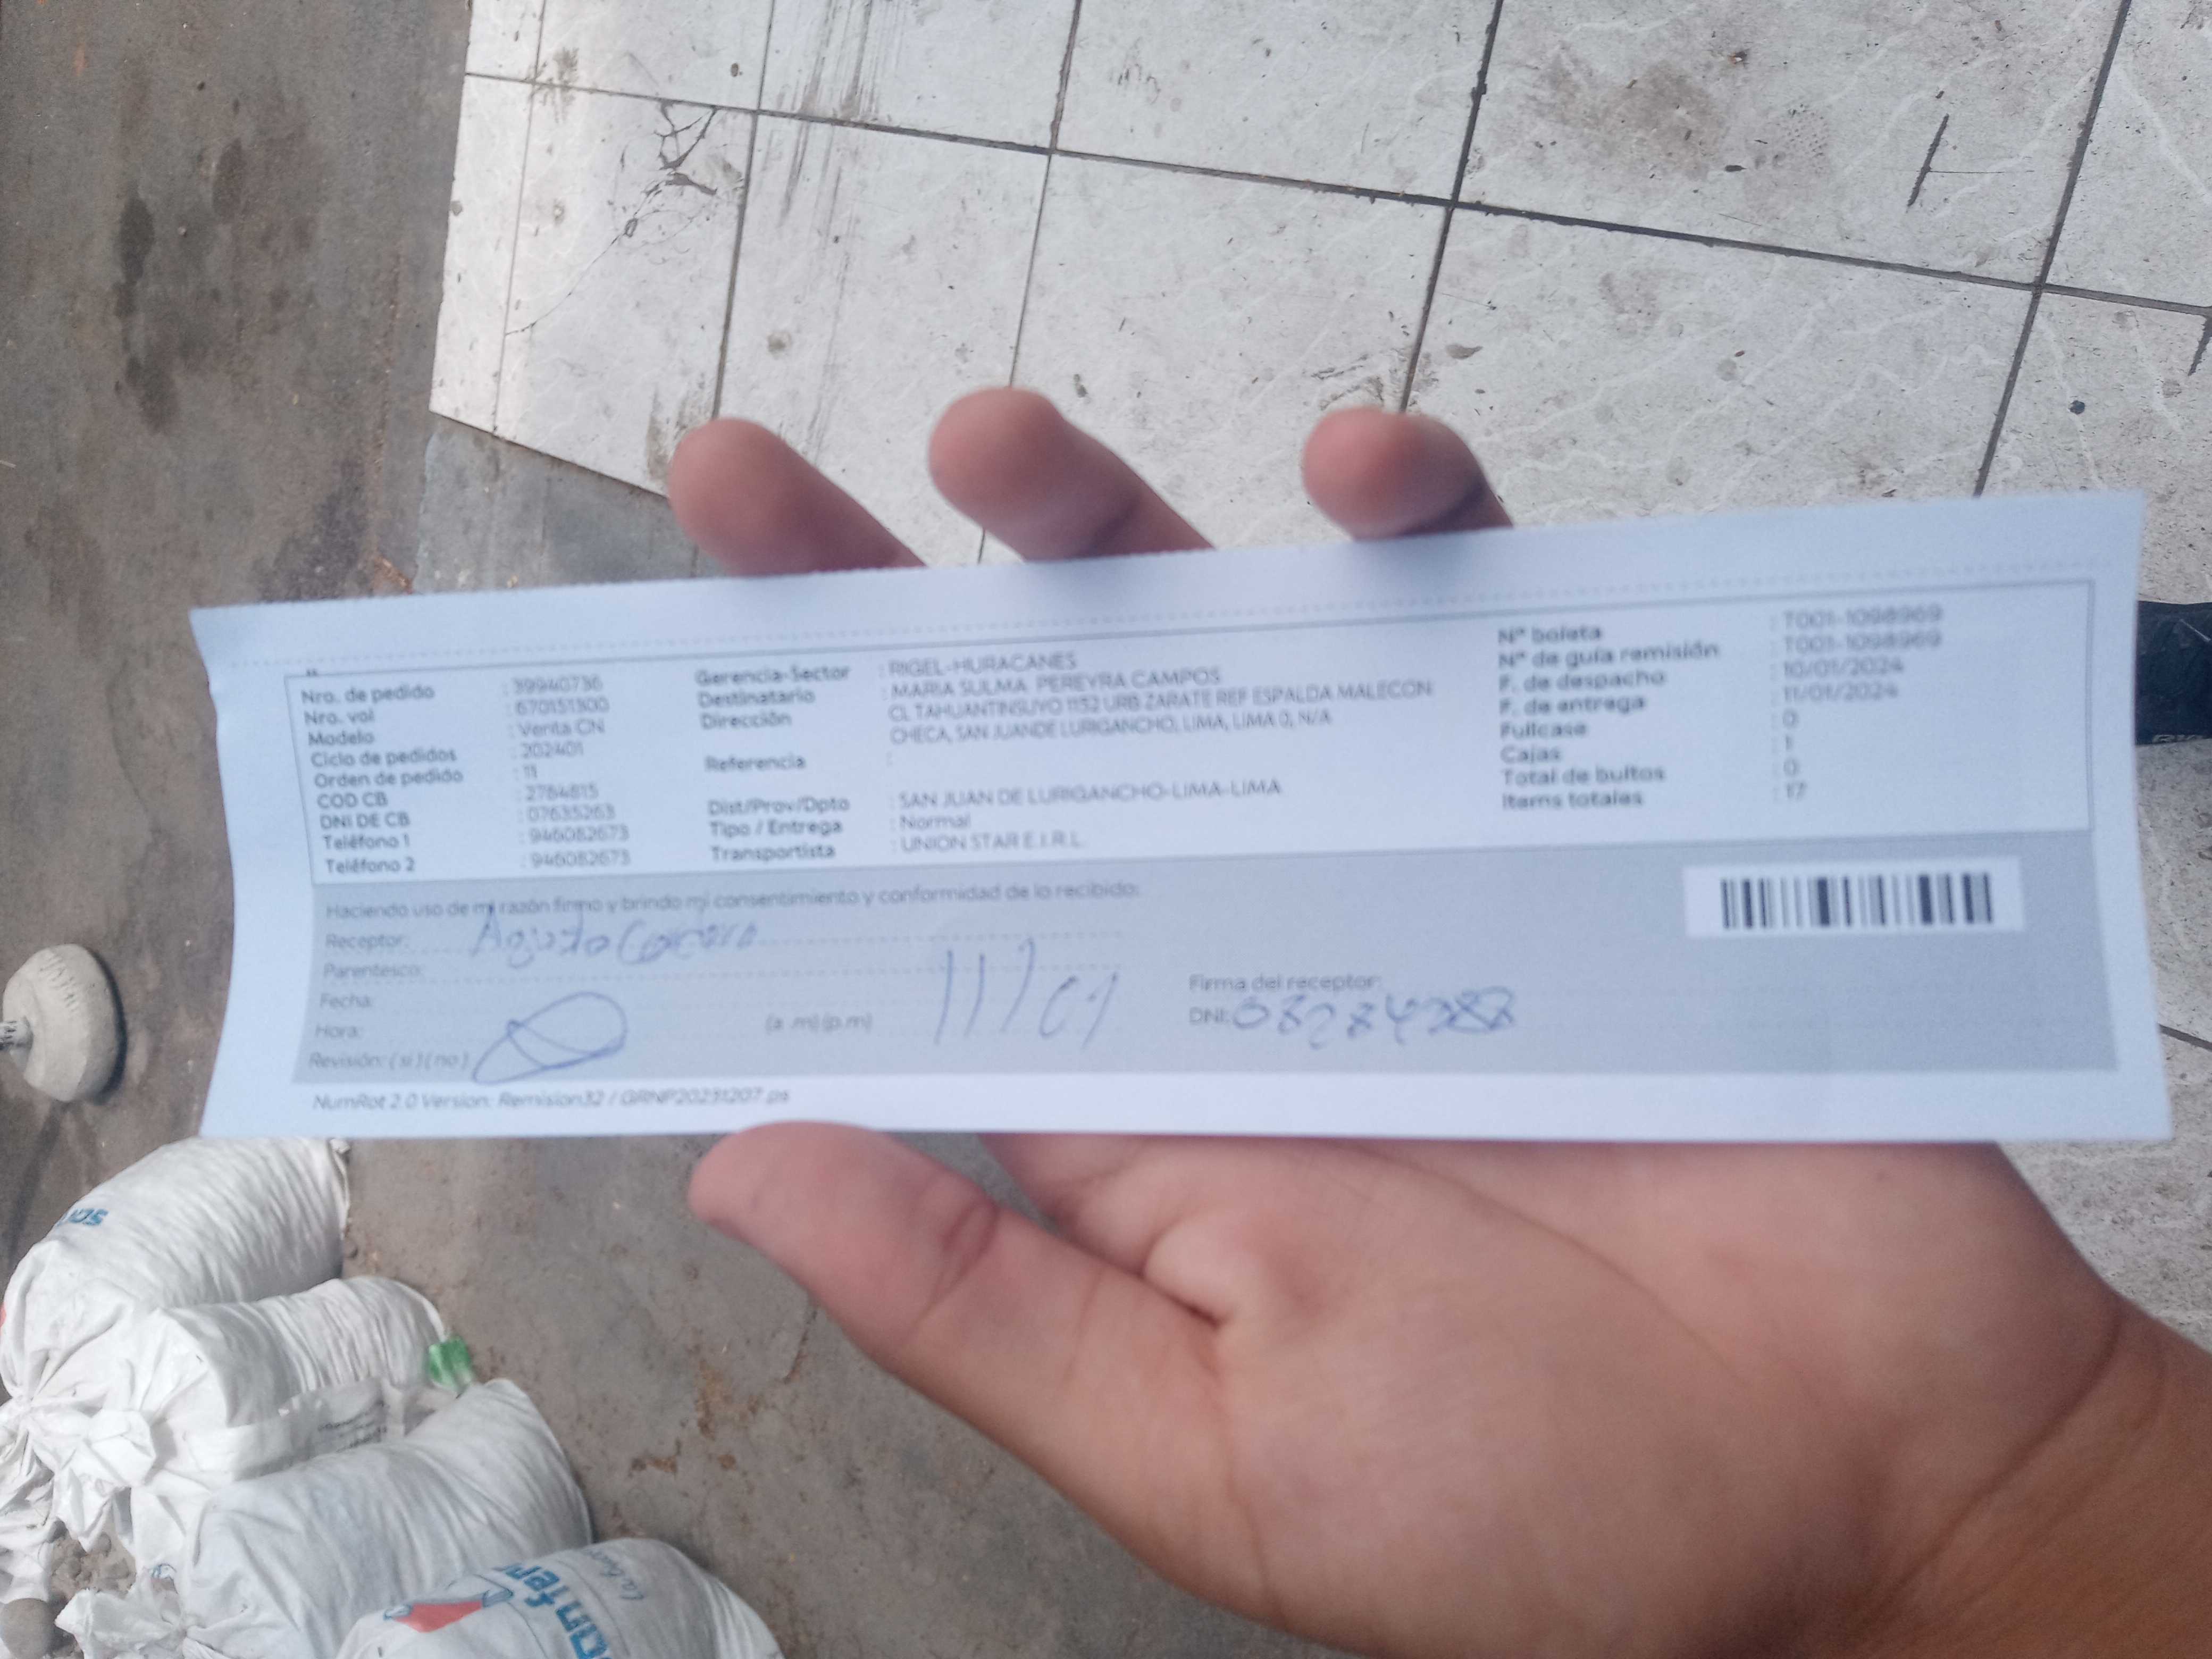 Nro. de pedido : 39940736
Nro. vol : 670151300
Modelo : Venta CN
Ciclo de pedidos : 202401
Orden de pedido : 11
COD CB : 2764815
DNI DE CB : 07635263
Teléfono 1 : 946082673
Teléfono 2 : 946082673
Gerencia-Sector : RIGEL-HURACANES
Destinatario : MARIA SULMA PEREYRA CAMPOS
Dirección : CL TAHUANTINSUYO 1132 URB ZARATE REF ESPALDA MALECON
CHECA, SAN JUANDE LURIGANCHO, LIMA, LIMA 0, N/A
Referencia :
Dist/Prov/Dpto : SAN JUAN DE LURIGANCHO-LIMA-LIMA
Tipo / Entrega : Normal
Transportista : UNION STAR E.I.R.L.
Nº boleta : T001-1098969
Nº de guía remisión : T001-1098969
F. de despacho : 10/01/2024
F. de entrega : 11/01/2024
Fullcase : 0
Cajas : 1
Total de bultos : 0
Items totales : 17
Haciendo uso de mi razón firmo y brindo mi consentimiento y conformidad de lo recibido:
Receptor: Agusto
Parentesco:
Fecha: 11/01
Hora: (a .m) (p.m)
Revisión: ( si ) ( no )
Firma del receptor:
DNI:
NumRot 2.0 Version: Remision32 / GRNP20231207.ps